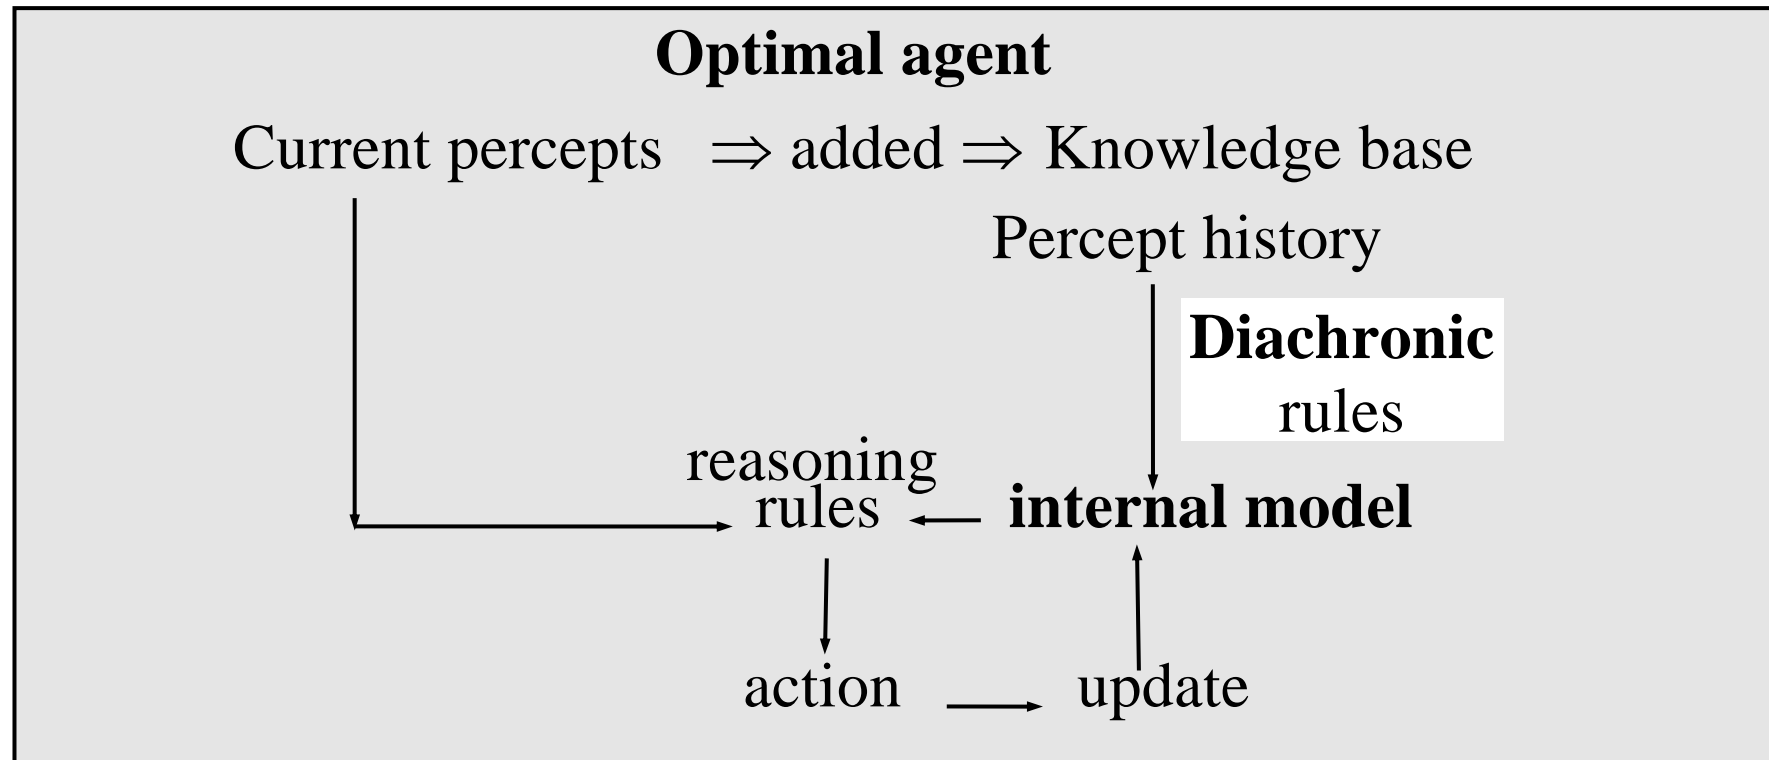 Optimal agent
Current percepts ⇒ added ⇒ Knowledge base
Percept history
Diachronic
rules
reasoning
rules internal model
action update